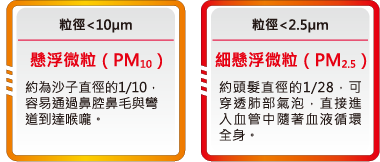 粒徑<10μm
懸浮微粒（PM10）
約為沙子直徑的1/10，
容易通過鼻腔鼻毛與彎
道到達喉嚨。
粒徑<2.5μm
細懸浮微粒（PM2.5）
約頭髮直徑的1/28，可
穿透肺部氣泡，直接進
入血管中隨著血液循環
全身。